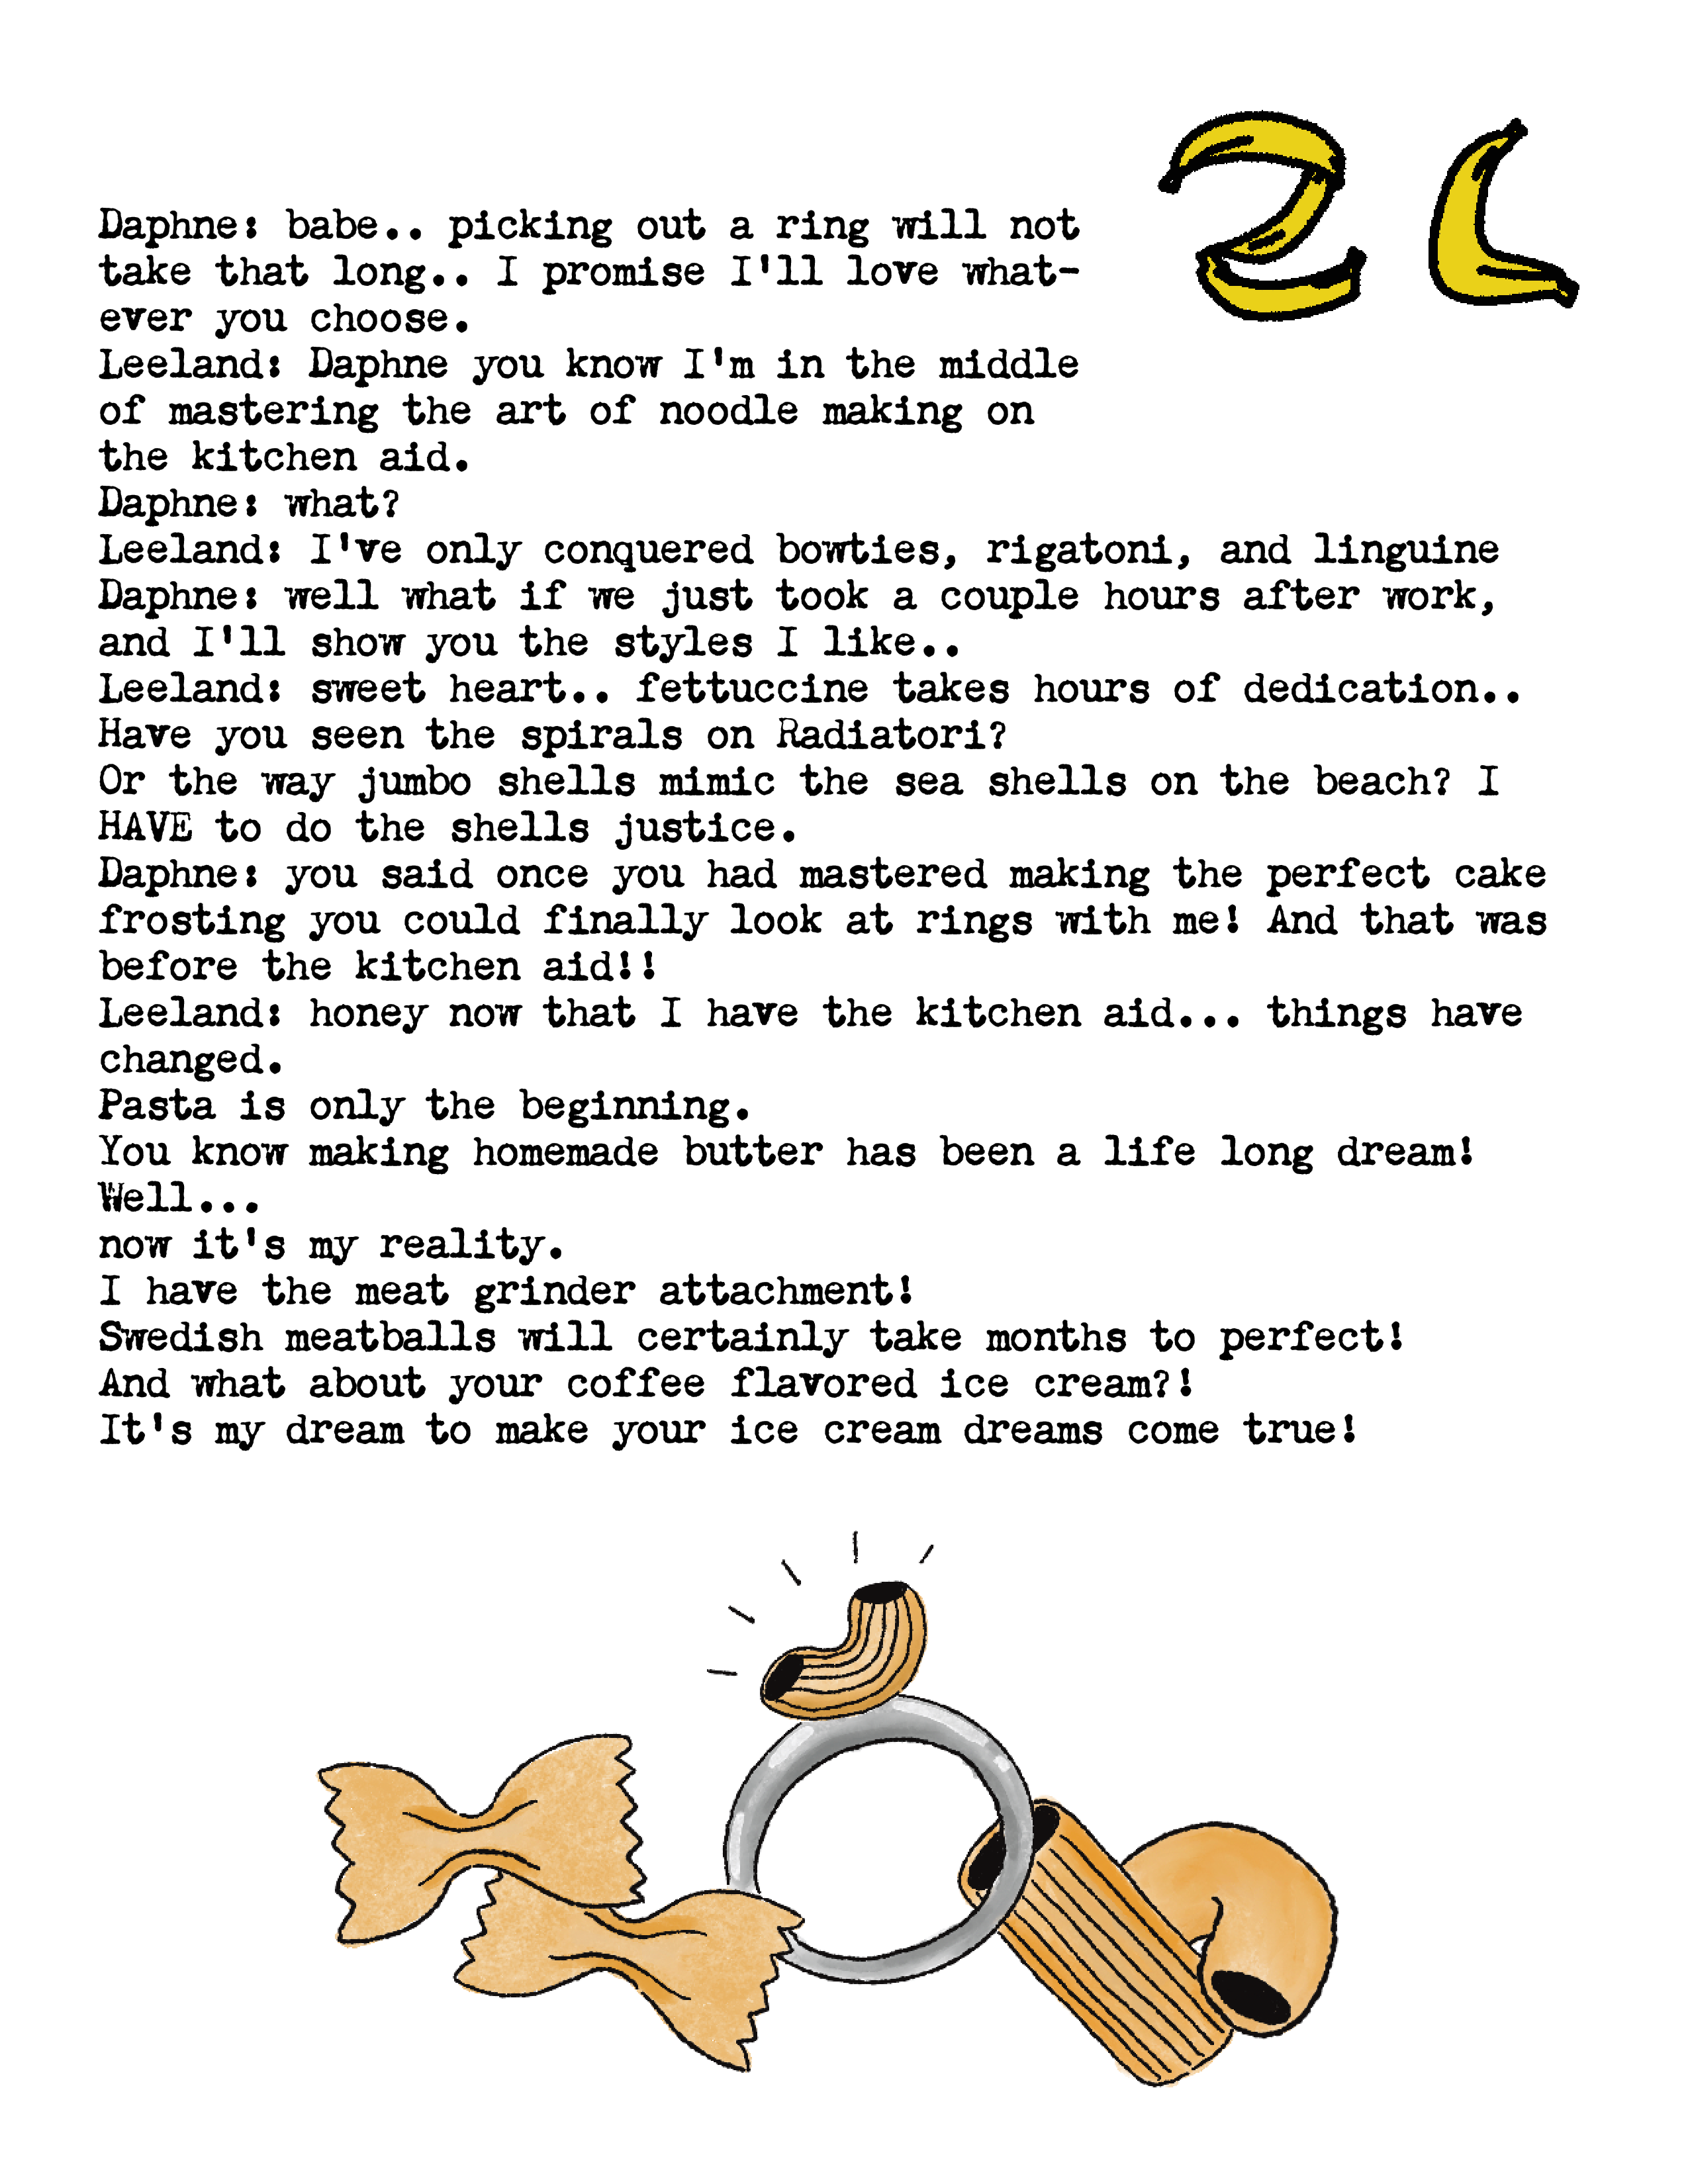 2L
Daphne: babe.. picking out a ring will not
take that long.. I promise I'll love what-
ever you choose.
Leeland: Daphne you know I'm in the middle
of mastering the art of noodle making on
the kitchen aid.
Daphne: what?
Leeland: I've only conquered bowties, rigatoni, and linguine
Daphne: well what if we just took a couple hours after work,
and I'll show you the styles I like..
Leeland: sweet heart.. fettuccine takes hours of dedication..
Have you seen the spirals on Radiatori?
Or the way jumbo shells mimic the sea shells on the beach? I
HAVE to do the shells justice.
Daphne: you said once you had mastered making the perfect cake
frosting you could finally look at rings with me! And that was
before the kitchen aid!!
Leeland: honey now that I have the kitchen aid... things have
changed.
Pasta is only the beginning.
You know making homemade butter has been a life long dream!
Well...
now it's my reality.
I have the meat grinder attachment!
Swedish meatballs will certainly take months to perfect!
And what about your coffee flavored ice cream?!
It's my dream to make your ice cream dreams come true!